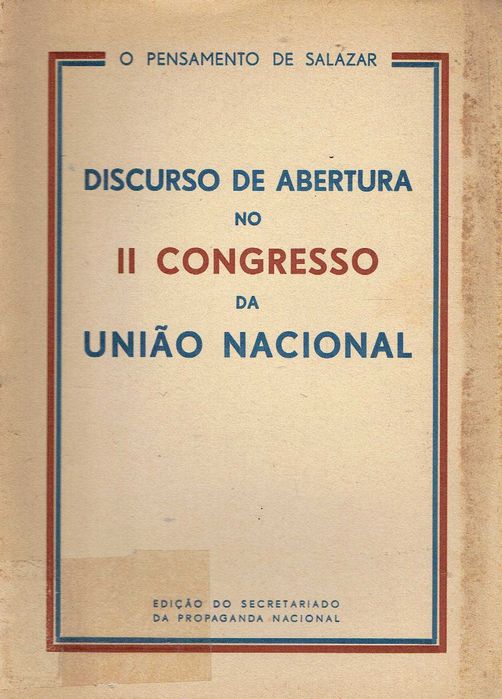 O PENSAMENTO DE SALAZAR
DISCURSO DE ABERTURA
NO
II CONGRESSO
DA
UNIÃO NACIONAL
EDIÇÃO DO SECRETARIADO
DA PROPAGANDA NACIONAL